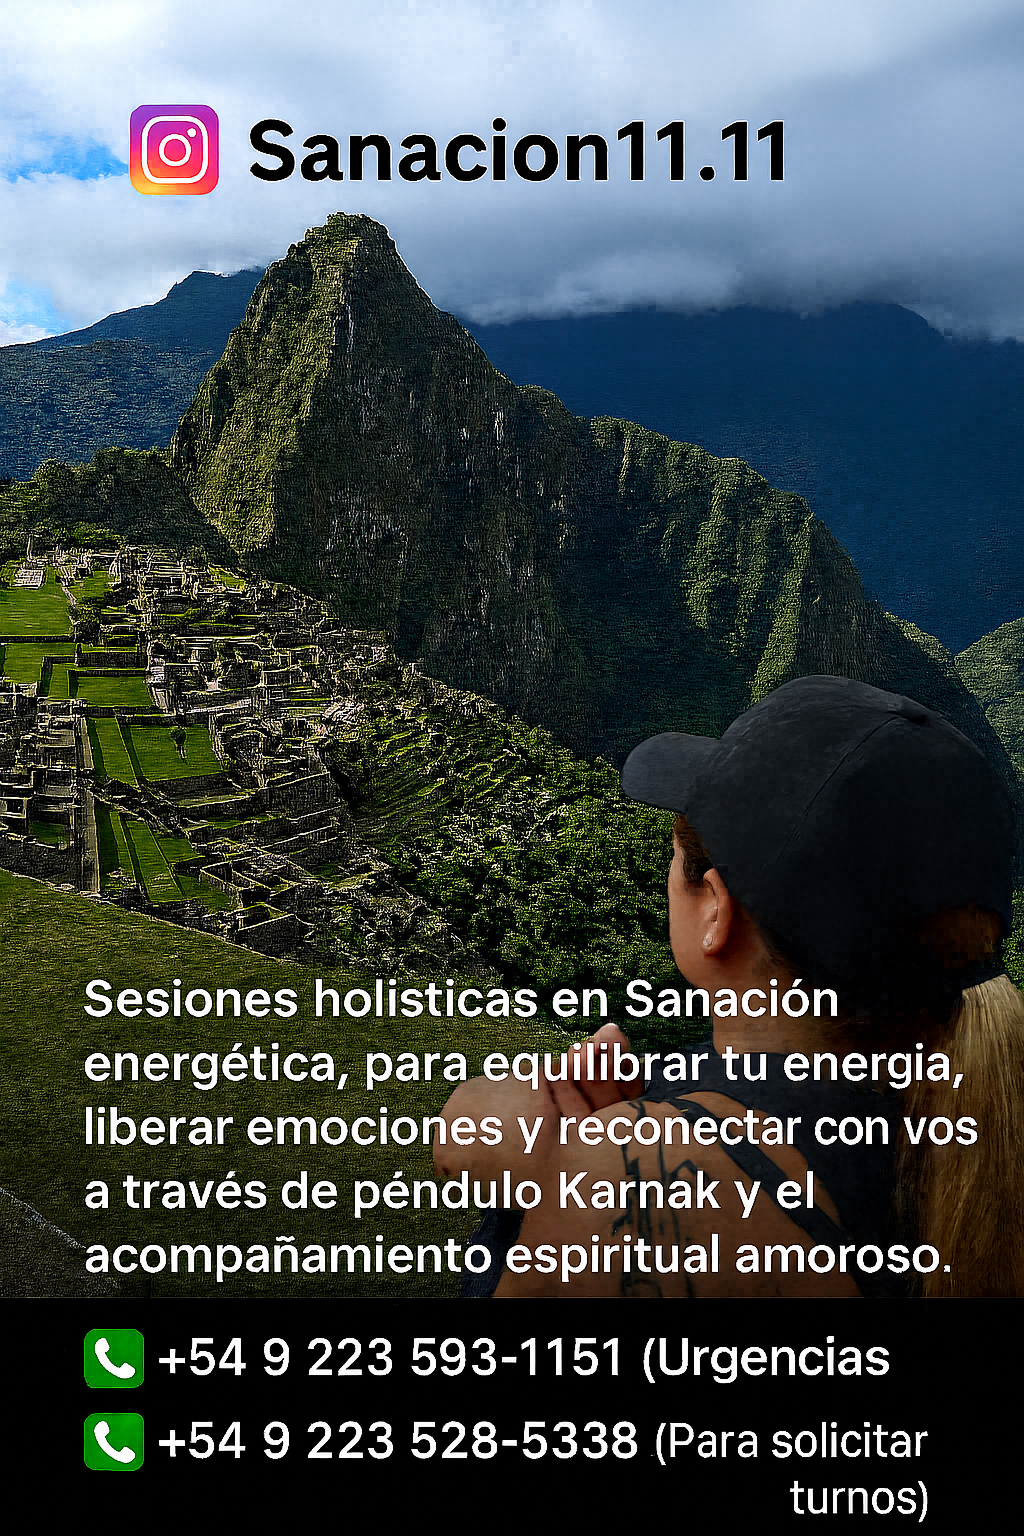 Sanacion11.11
Sesiones holisticas en Sanación
energética, para equilibrar tu energia,
liberar emociones y reconectar con vos
a través de péndulo Karnak y el
acompañamiento espiritual amoroso.
+54 9 223 593-1151 (Urgencias
+54 9 223 528-5338 (Para solicitar
turnos)